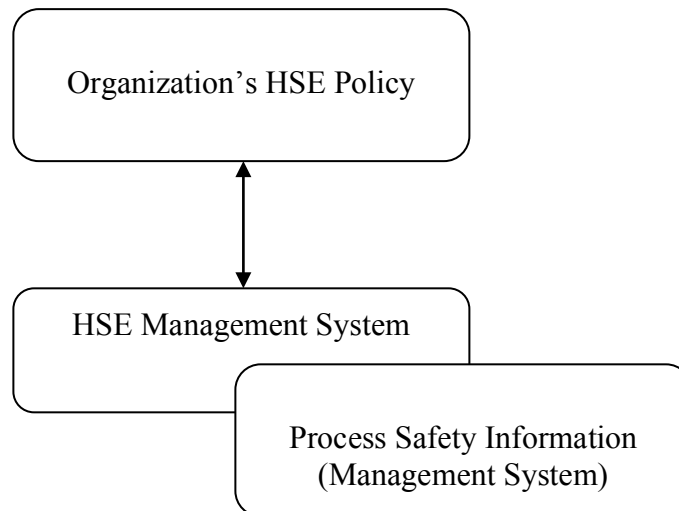 Organization’s HSE Policy
HSE Management System
Process Safety Information
(Management System)